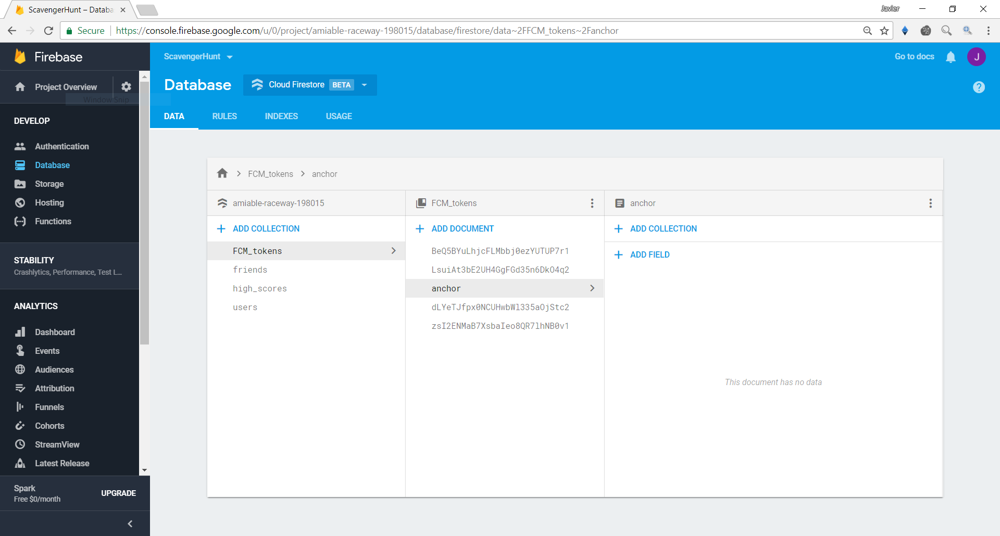 ScavengerHunt – Databa
Javier
Secure
https://console.firebase.google.com/u/0/project/amiable-raceway-198015/database/firestore/data~2FFCM_tokens~2Fanchor
Firebase
ScavengerHunt
Go to docs
J
Project Overview
Window Snip
Database
Cloud Firestore BETA
?
DATA RULES INDEXES USAGE
DEVELOP
Authentication
Database
Storage
Hosting
Functions
STABILITY
Crashlytics, Performance, Test L...
ANALYTICS
Dashboard
Events
Audiences
Attribution
Funnels
Cohorts
StreamView
Latest Release
Spark
Free $0/month
UPGRADE
FCM_tokens anchor
amiable-raceway-198015
ADD COLLECTION
FCM_tokens
friends
high_scores
users
FCM_tokens
ADD DOCUMENT
BeQ5BYuLhjcFLMbbj0ezYUTUP7r1
LsuiAt3bE2UH4GgFGd35n6DkO4q2
anchor
dLYeTJfpx0NCUHwbWl335aOjStc2
zsI2ENMaB7XsbaIeo8QR7lhNB0v1
anchor
ADD COLLECTION
ADD FIELD
This document has no data